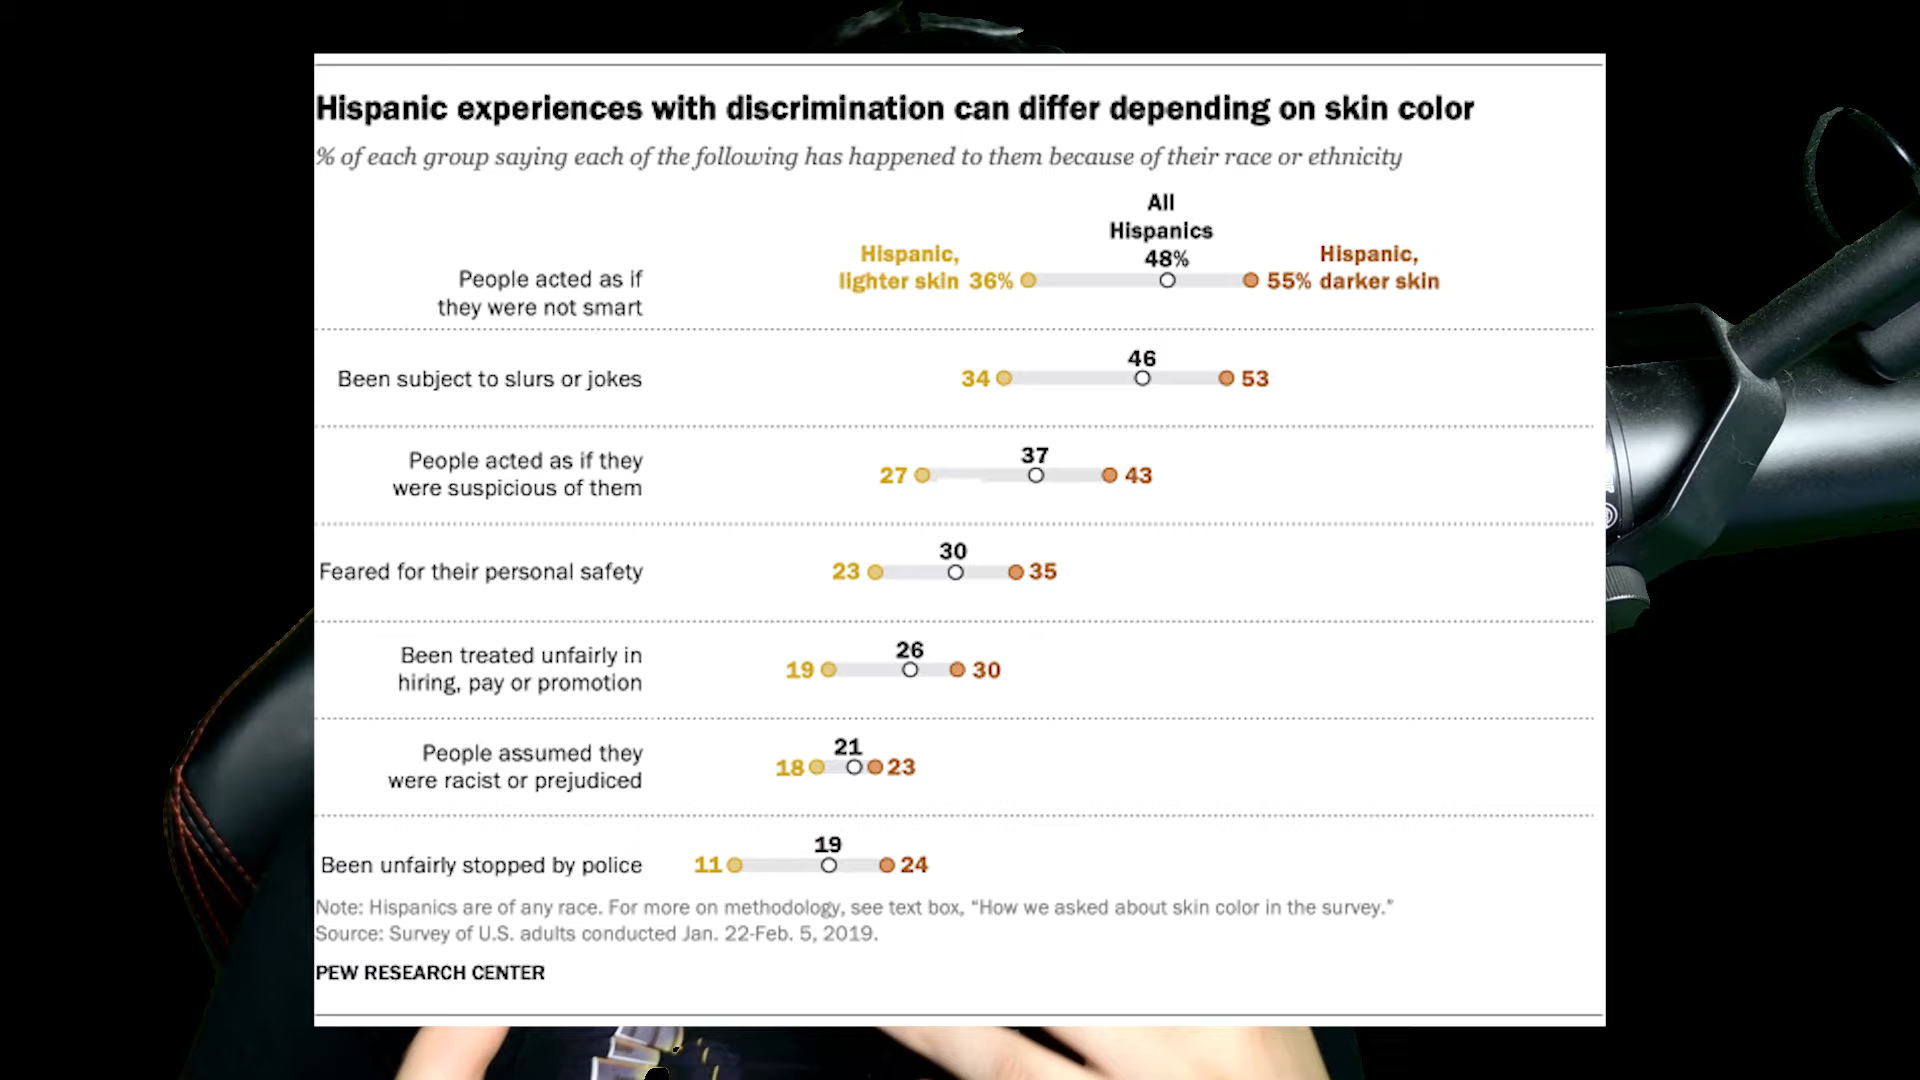 Hispanic experiences with discrimination can differ depending on skin color
% of each group saying each of the following has happened to them because of their race or ethnicity
All
Hispanics
Hispanic,
lighter skin
Hispanic,
darker skin
People acted as if
they were not smart
36%
48%
55%
Been subject to slurs or jokes
34
46
53
People acted as if they
were suspicious of them
27
37
43
Feared for their personal safety
23
30
35
Been treated unfairly in
hiring, pay or promotion
19
26
30
People assumed they
were racist or prejudiced
18
21
23
Been unfairly stopped by police
11
19
24
Note: Hispanics are of any race. For more on methodology, see text box, “How we asked about skin color in the survey.”
Source: Survey of U.S. adults conducted Jan. 22-Feb. 5, 2019.
PEW RESEARCH CENTER